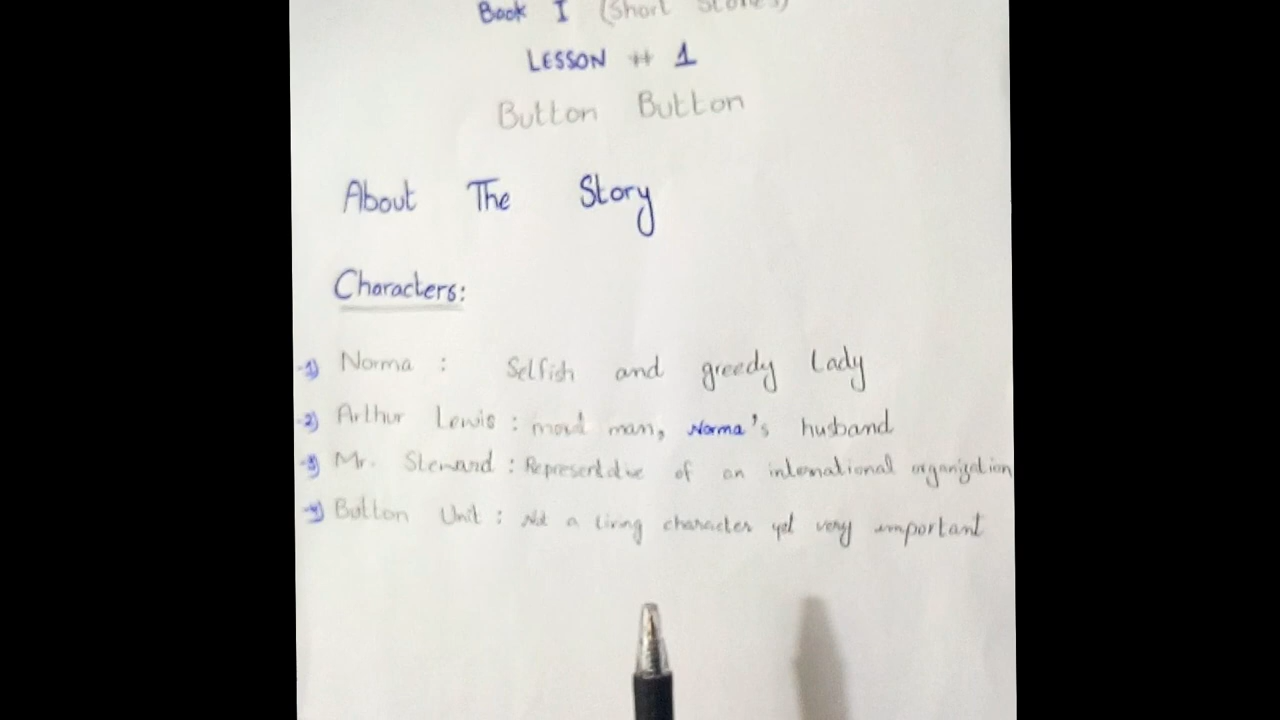 Book I (Short Stories)
LESSON # 1
Button Button
About The Story
Characters:
1) Norma : Selfish and greedy Lady
2) Arthur Lewis : moral man, Norma's husband
3) Mr. Steward : Representative of an international organization
4) Button Unit : Not a living character yet very important